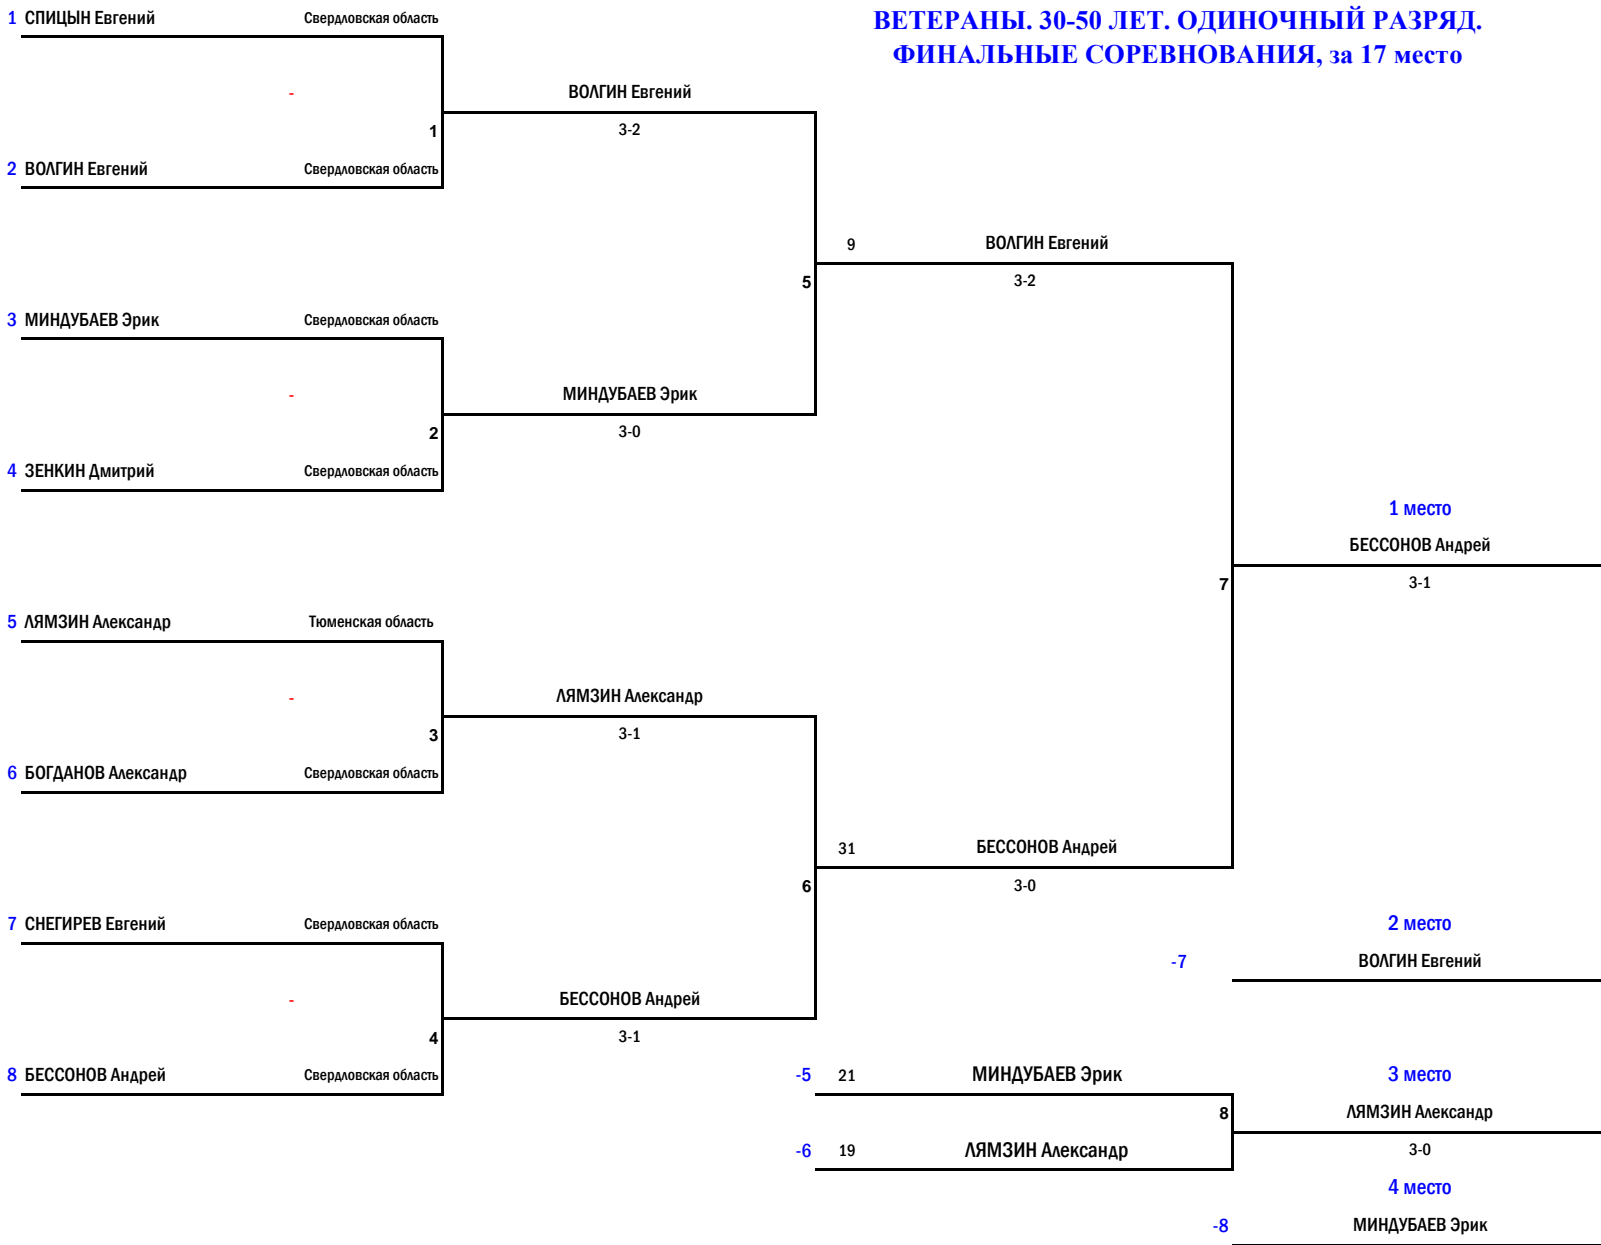 1 СПИЦЫН Евгений Свердловская область
ВЕТЕРАНЫ. 30-50 ЛЕТ. ОДИНОЧНЫЙ РАЗРЯД.
ФИНАЛЬНЫЕ СОРЕВНОВАНИЯ, за 17 место
- ВОЛГИН Евгений
1 3-2
2 ВОЛГИН Евгений Свердловская область
9 ВОЛГИН Евгений
5 3-2
3 МИНДУБАЕВ Эрик Свердловская область
- МИНДУБАЕВ Эрик
2 3-0
4 ЗЕНКИН Дмитрий Свердловская область
1 место
БЕССОНОВ Андрей
7 3-1
5 ЛЯМЗИН Александр Тюменская область
- ЛЯМЗИН Александр
3 3-1
6 БОГДАНОВ Александр Свердловская область
31 БЕССОНОВ Андрей
6 3-0
7 СНЕГИРЕВ Евгений Свердловская область 2 место
-7 ВОЛГИН Евгений
- БЕССОНОВ Андрей
4 3-1
8 БЕССОНОВ Андрей Свердловская область -5 21 МИНДУБАЕВ Эрик 3 место
8 ЛЯМЗИН Александр
-6 19 ЛЯМЗИН Александр 3-0
4 место
-8 МИНДУБАЕВ Эрик